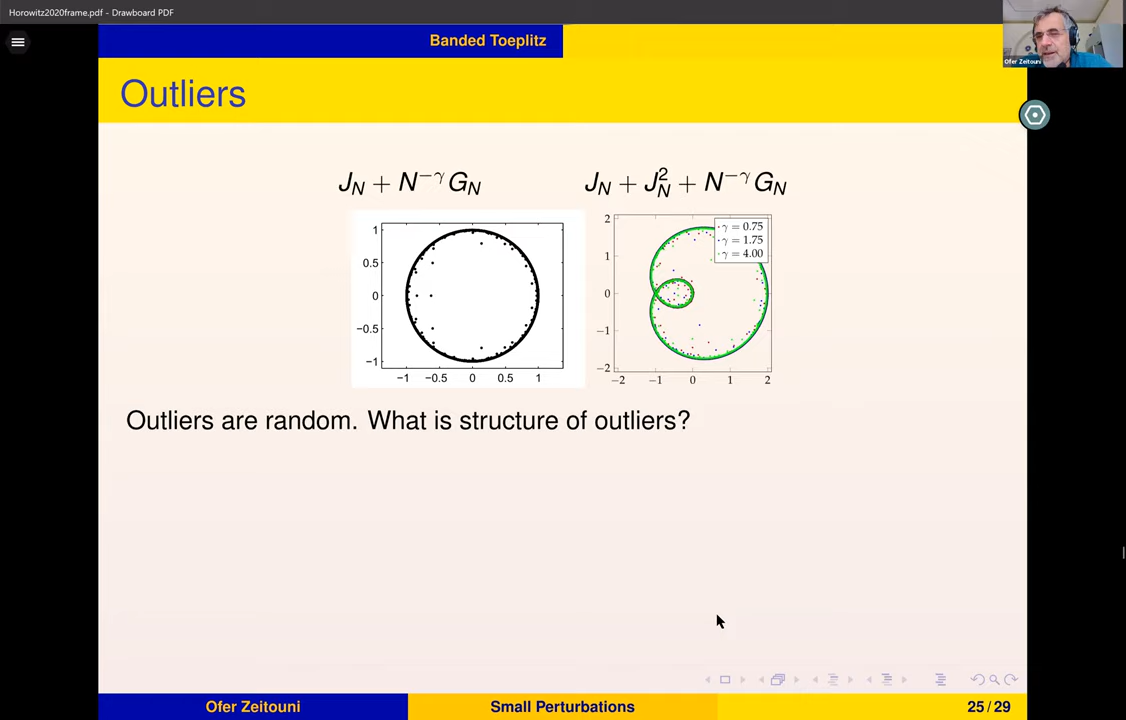 Horowitz2020frame.pdf - Drawboard PDF
Ofer Zeitouni
Banded Toeplitz
Outliers
J_N + N^{−γ} G_N
J_N + J_N^2 + N^{−γ} G_N
1
0.5
0
−0.5
−1
−1 −0.5 0 0.5 1
2
1
0
−1
−2
−2 −1 0 1 2
γ = 0.75
γ = 1.75
γ = 4.00
Outliers are random. What is structure of outliers?
Ofer Zeitouni
Small Perturbations
25 / 29